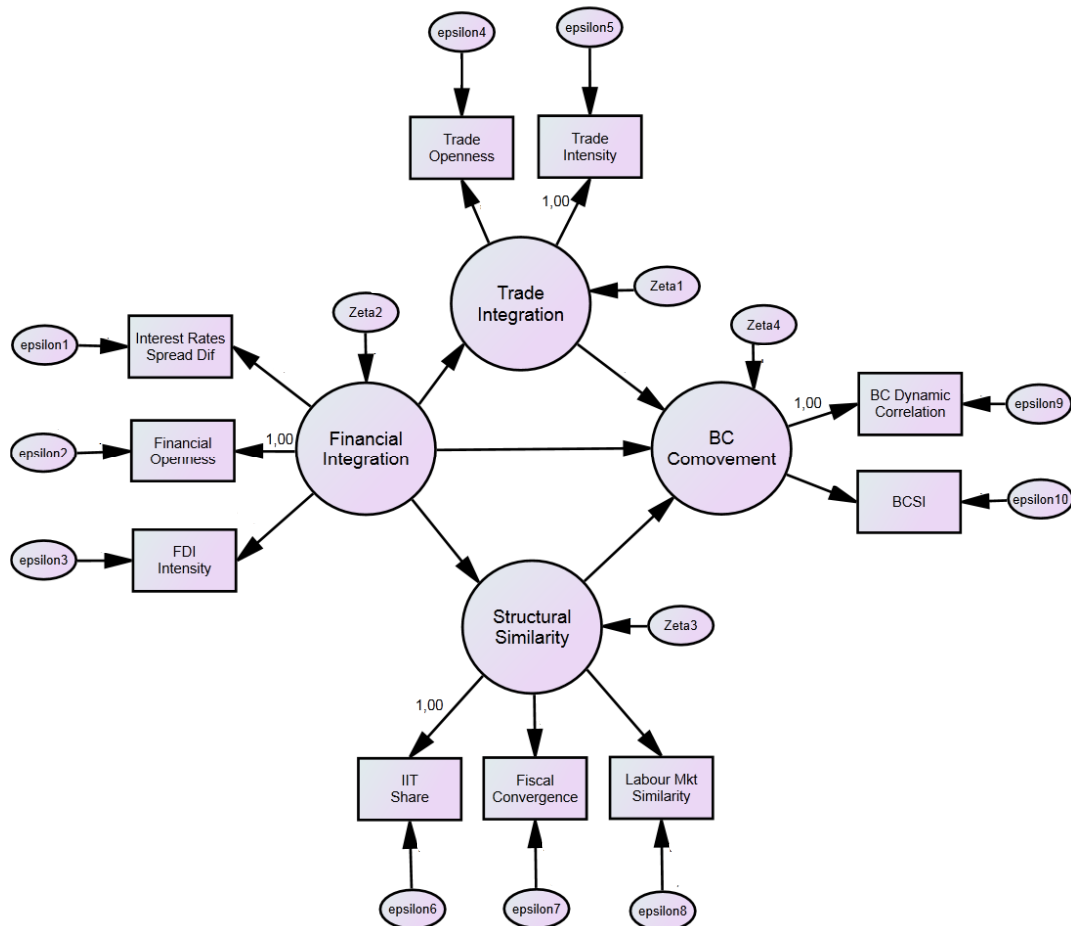 epsilon4
epsilon5
Trade
Openness
Trade
Intensity
1,00
Trade
Integration
Zeta1
Zeta2
Zeta4
epsilon1
Interest Rates
Spread Dif
1,00
BC Dynamic
Correlation
epsilon9
epsilon2
Financial
Openness
1,00
Financial
Integration
BC
Comovement
BCSI
epsilon10
epsilon3
FDI
Intensity
Structural
Similarity
Zeta3
1,00
IIT
Share
Fiscal
Convergence
Labour Mkt
Similarity
epsilon6
epsilon7
epsilon8